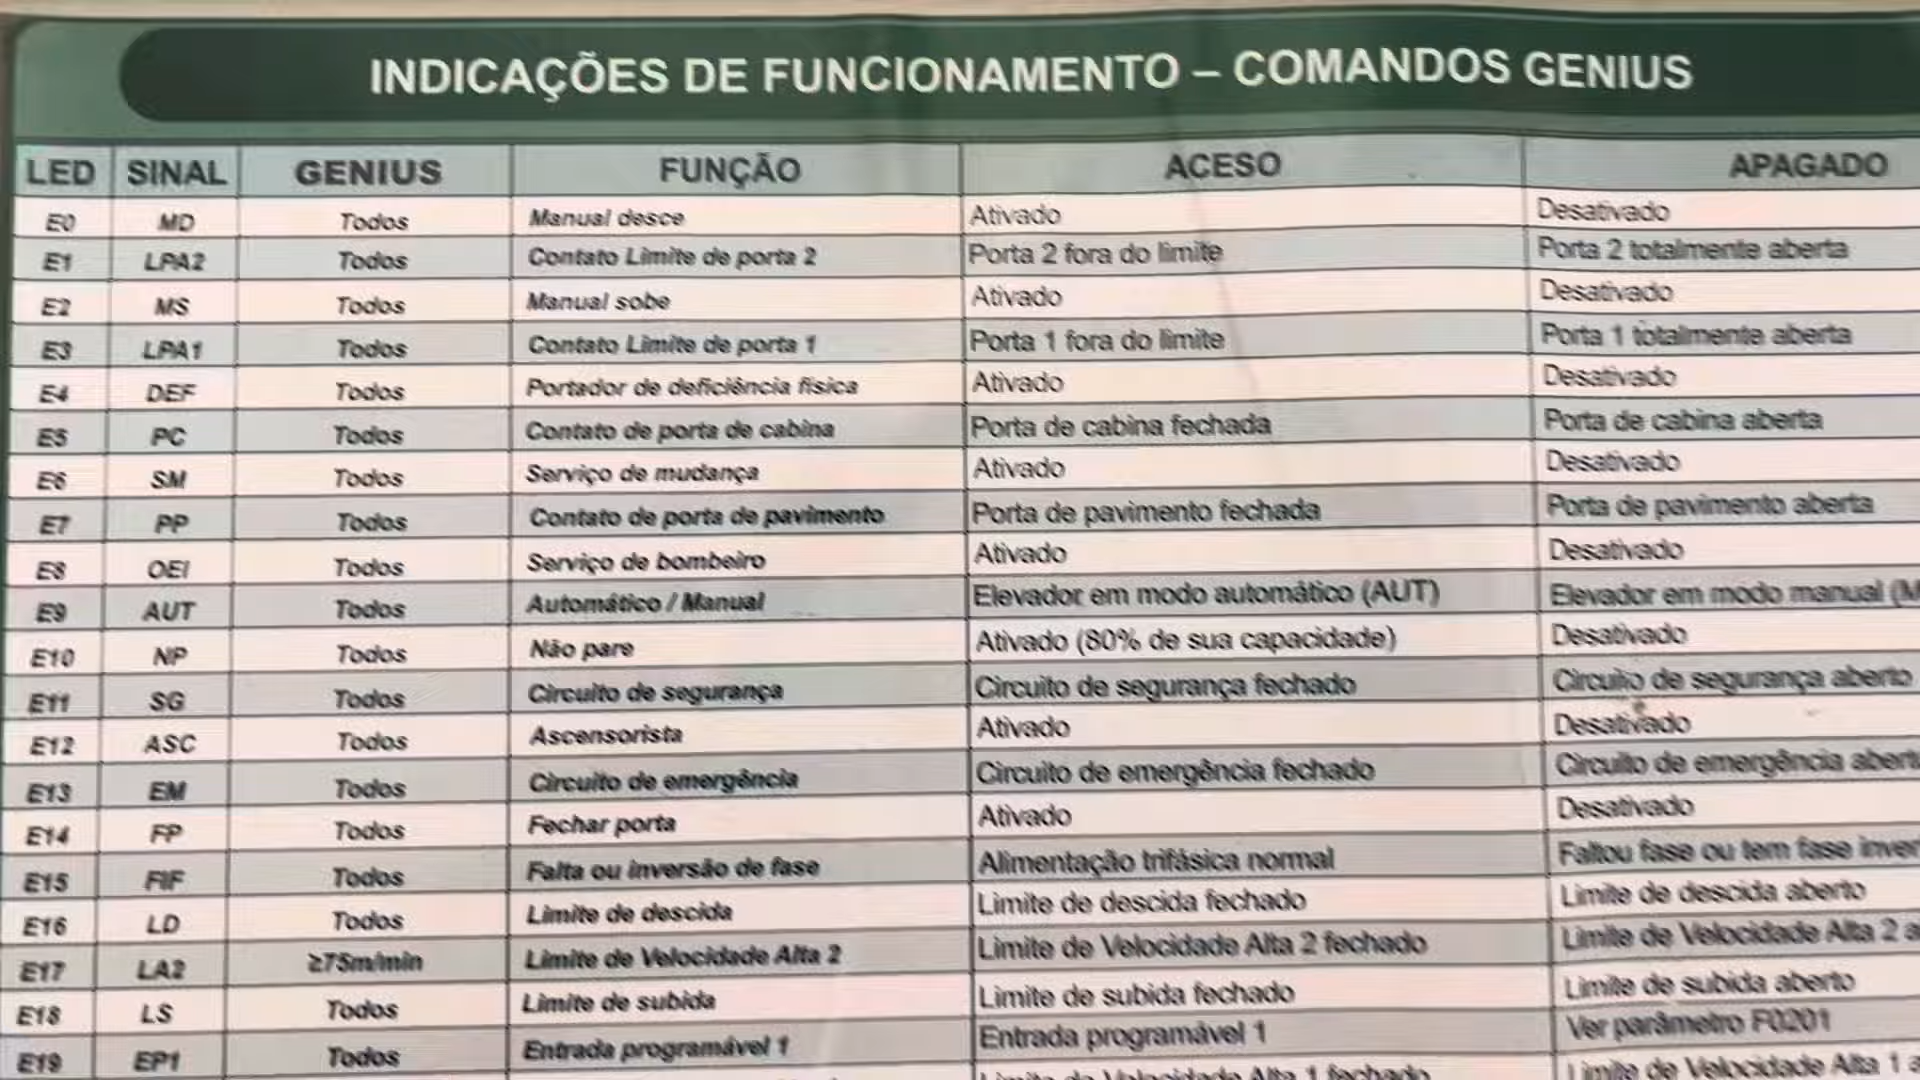 INDICAÇÕES DE FUNCIONAMENTO – COMANDOS GENIUS
LED SINAL GENIUS FUNÇÃO ACESO APAGADO
E0 MD Todos Manual desce Ativado Desativado
E1 LPA2 Todos Contato Limite de porta 2 Porta 2 fora do limite Porta 2 totalmente aberta
E2 MS Todos Manual sobe Ativado Desativado
E3 LPA1 Todos Contato Limite de porta 1 Porta 1 fora do limite Porta 1 totalmente aberta
E4 DEF Todos Portador de deficiência física Ativado Desativado
E5 PC Todos Contato de porta de cabina Porta de cabina fechada Porta de cabina aberta
E6 SM Todos Serviço de mudança Ativado Desativado
E7 PP Todos Contato de porta de pavimento Porta de pavimento fechada Porta de pavimento aberta
E8 OEI Todos Serviço de bombeiro Ativado Desativado
E9 AUT Todos Automático / Manual Elevador em modo automático (AUT) Elevador em modo manual (M
E10 NP Todos Não pare Ativado (80% de sua capacidade) Desativado
E11 SG Todos Circuito de segurança Circuito de segurança fechado Circuito de segurança aberto
E12 ASC Todos Ascensorista Ativado Desativado
E13 EM Todos Circuito de emergência Circuito de emergência fechado Circuito de emergência abert
E14 FP Todos Fechar porta Ativado Desativado
E15 FIF Todos Falta ou inversão de fase Alimentação trifásica normal Faltou fase ou tem fase inver
E16 LD Todos Limite de descida Limite de descida fechado Limite de descida aberto
E17 LA2 ≥75m/min Limite de Velocidade Alta 2 Limite de Velocidade Alta 2 fechado Limite de Velocidade Alta 2 a
E18 LS Todos Limite de subida Limite de subida fechado Limite de subida aberto
E19 EP1 Todos Entrada programável 1 Entrada programável 1 Ver parâmetro F0201
Limite de Velocidade Alta 1 fechado Limite de Velocidade Alta 1 a